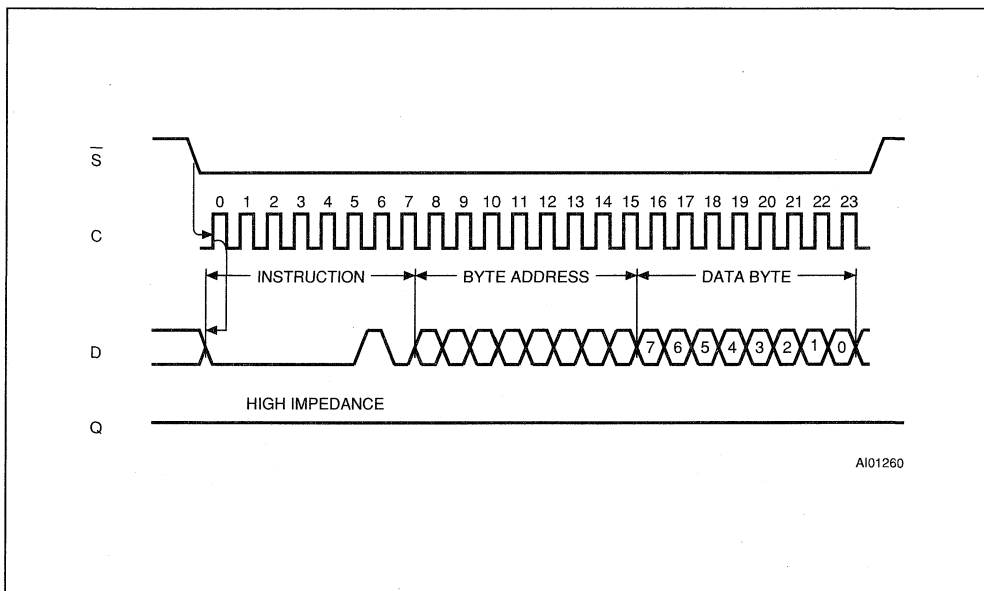 S
0 1 2 3 4 5 6 7 8 9 10 11 12 13 14 15 16 17 18 19 20 21 22 23
C
INSTRUCTION BYTE ADDRESS DATA BYTE
D 7 6 5 4 3 2 1 0
HIGH IMPEDANCE
Q
AI01260